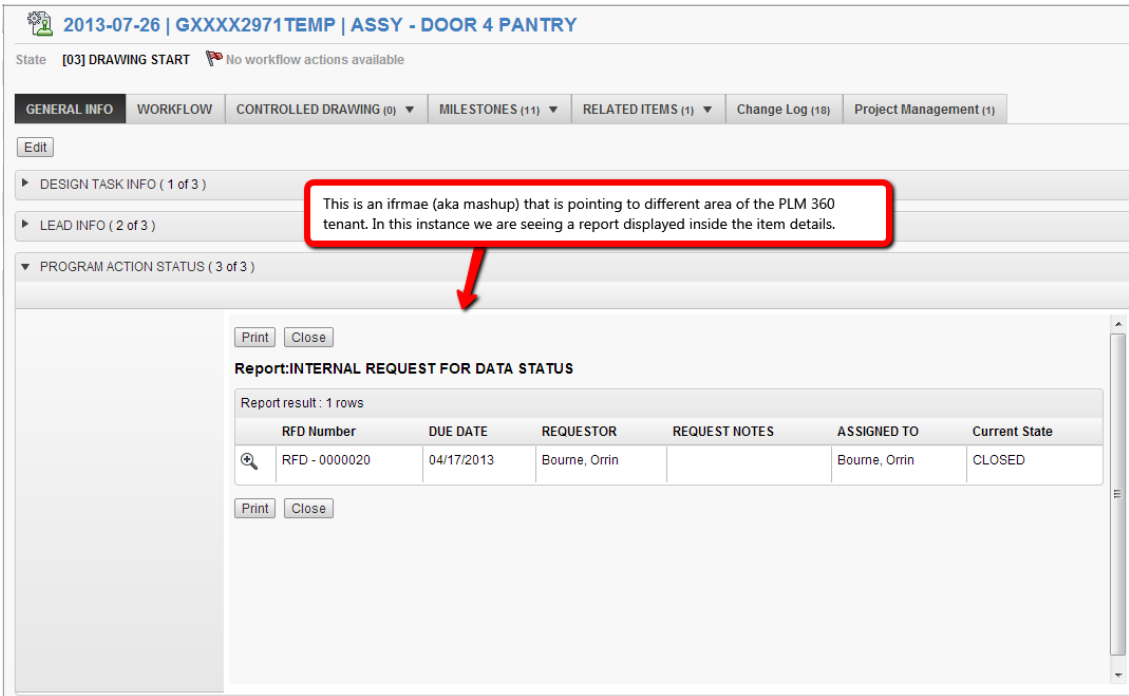 2013-07-26 | GXXXX2971TEMP | ASSY - DOOR 4 PANTRY
State [03] DRAWING START No workflow actions available
GENERAL INFO WORKFLOW CONTROLLED DRAWING (0) MILESTONES (11) RELATED ITEMS (1) Change Log (18) Project Management (1)
Edit
DESIGN TASK INFO ( 1 of 3 )
This is an ifrmae (aka mashup) that is pointing to different area of the PLM 360
tenant. In this instance we are seeing a report displayed inside the item details.
LEAD INFO ( 2 of 3 )
PROGRAM ACTION STATUS ( 3 of 3 )
Print Close
Report:INTERNAL REQUEST FOR DATA STATUS
Report result : 1 rows
RFD Number DUE DATE REQUESTOR REQUEST NOTES ASSIGNED TO Current State
RFD - 0000020 04/17/2013 Bourne, Orrin Bourne, Orrin CLOSED
Print Close